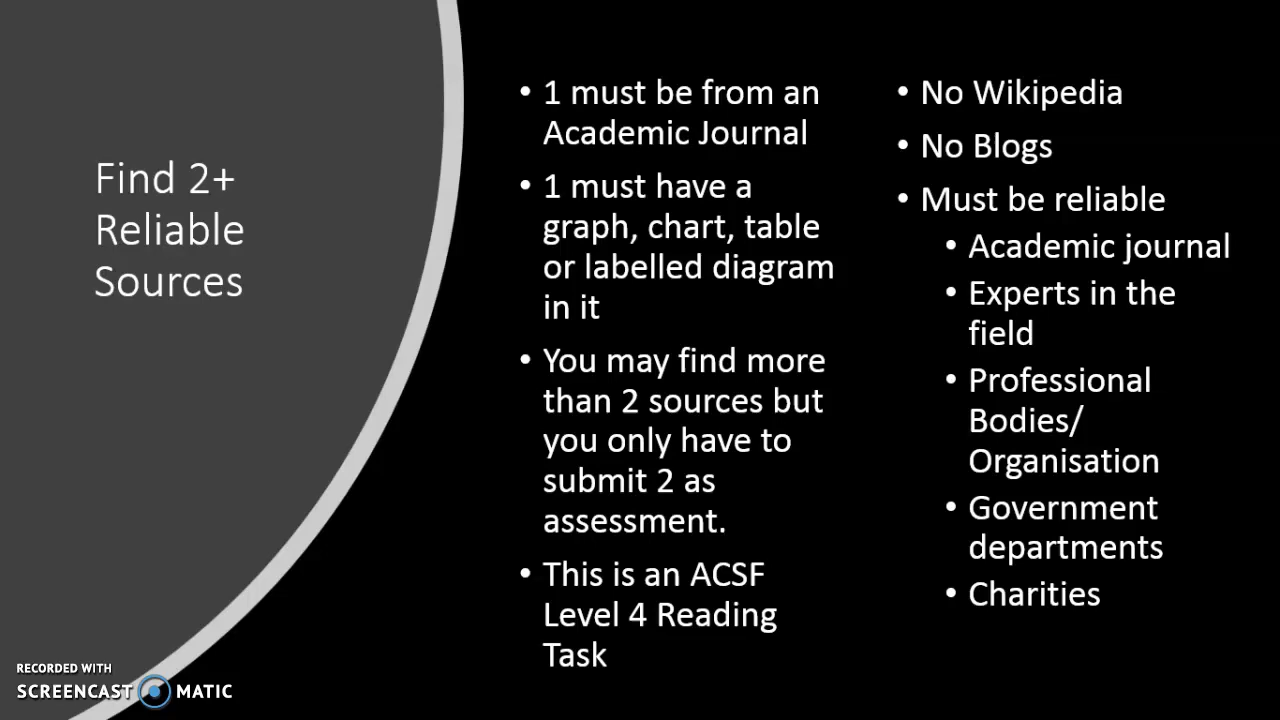 Find 2+
Reliable
Sources
• 1 must be from an
Academic Journal
• 1 must have a
graph, chart, table
or labelled diagram
in it
• You may find more
than 2 sources but
you only have to
submit 2 as
assessment.
• This is an ACSF
Level 4 Reading
Task
• No Wikipedia
• No Blogs
• Must be reliable
• Academic journal
• Experts in the
field
• Professional
Bodies/
Organisation
• Government
departments
• Charities
RECORDED WITH
SCREENCAST MATIC